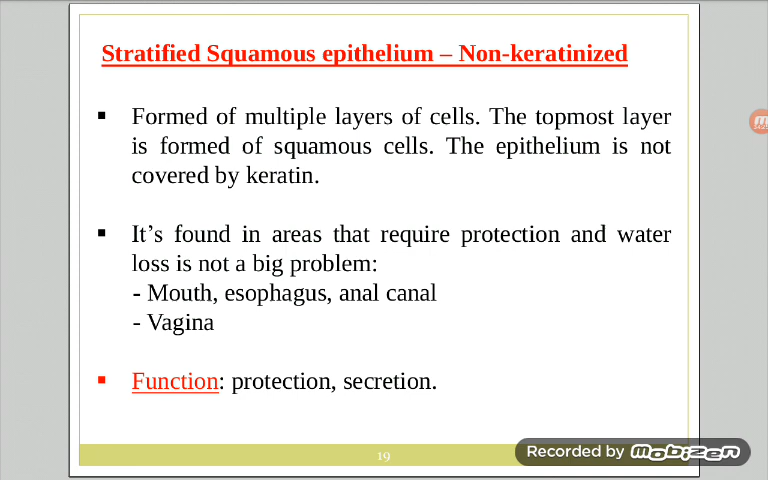 Stratified Squamous epithelium – Non-keratinized
▪ Formed of multiple layers of cells. The topmost layer
is formed of squamous cells. The epithelium is not
covered by keratin.
▪ It’s found in areas that require protection and water
loss is not a big problem:
- Mouth, esophagus, anal canal
- Vagina
▪ Function: protection, secretion.
19
Recorded by mobizen